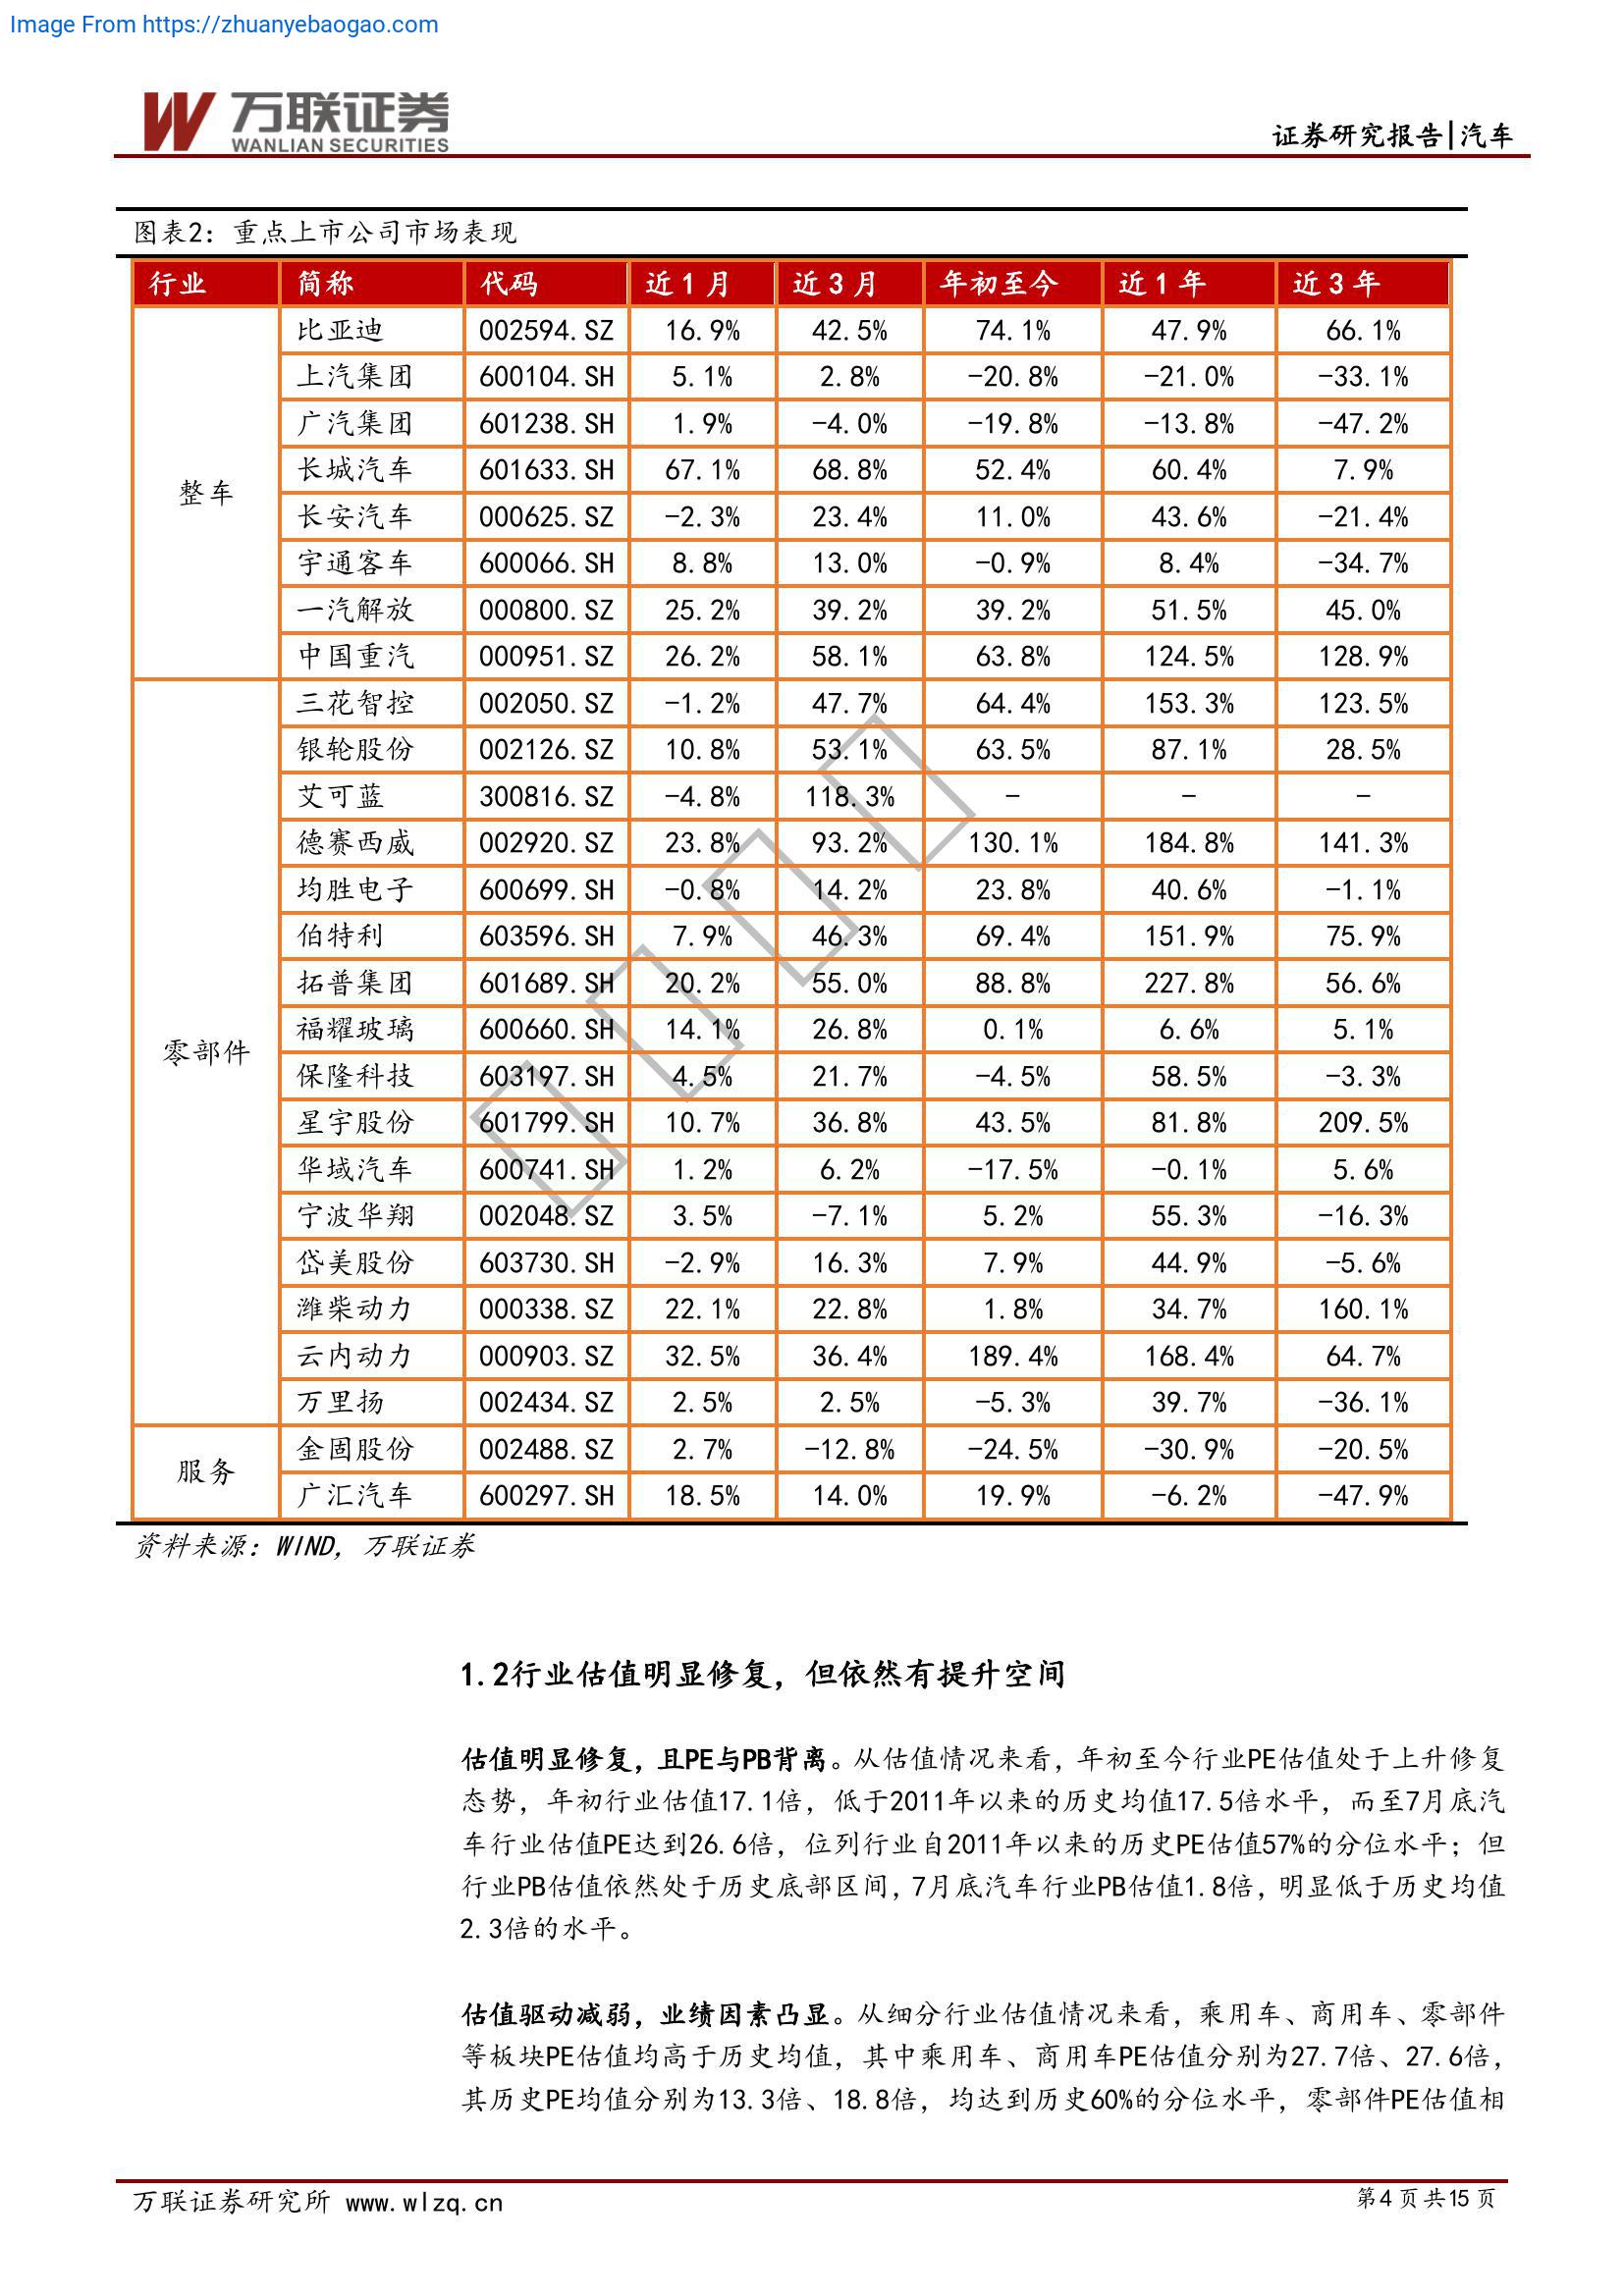 Image From https://zhuanyebaogao.com
万联证券
WANLIAN SECURITIES
证券研究报告|汽车
图表2：重点上市公司市场表现
行业 简称 代码 近1月 近3月 年初至今 近1年 近3年
整车
比亚迪 002594.SZ 16.9% 42.5% 74.1% 47.9% 66.1%
上汽集团 600104.SH 5.1% 2.8% -20.8% -21.0% -33.1%
广汽集团 601238.SH 1.9% -4.0% -19.8% -13.8% -47.2%
长城汽车 601633.SH 67.1% 68.8% 52.4% 60.4% 7.9%
长安汽车 000625.SZ -2.3% 23.4% 11.0% 43.6% -21.4%
宇通客车 600066.SH 8.8% 13.0% -0.9% 8.4% -34.7%
一汽解放 000800.SZ 25.2% 39.2% 39.2% 51.5% 45.0%
中国重汽 000951.SZ 26.2% 58.1% 63.8% 124.5% 128.9%
零部件
三花智控 002050.SZ -1.2% 47.7% 64.4% 153.3% 123.5%
银轮股份 002126.SZ 10.8% 53.1% 63.5% 87.1% 28.5%
艾可蓝 300816.SZ -4.8% 118.3% - - -
德赛西威 002920.SZ 23.8% 93.2% 130.1% 184.8% 141.3%
均胜电子 600699.SH -0.8% 14.2% 23.8% 40.6% -1.1%
伯特利 603596.SH 7.9% 46.3% 69.4% 151.9% 75.9%
拓普集团 601689.SH 20.2% 55.0% 88.8% 227.8% 56.6%
福耀玻璃 600660.SH 14.1% 26.8% 0.1% 6.6% 5.1%
保隆科技 603197.SH 4.5% 21.7% -4.5% 58.5% -3.3%
星宇股份 601799.SH 10.7% 36.8% 43.5% 81.8% 209.5%
华域汽车 600741.SH 1.2% 6.2% -17.5% -0.1% 5.6%
宁波华翔 002048.SZ 3.5% -7.1% 5.2% 55.3% -16.3%
岱美股份 603730.SH -2.9% 16.3% 7.9% 44.9% -5.6%
潍柴动力 000338.SZ 22.1% 22.8% 1.8% 34.7% 160.1%
云内动力 000903.SZ 32.5% 36.4% 189.4% 168.4% 64.7%
万里扬 002434.SZ 2.5% 2.5% -5.3% 39.7% -36.1%
服务
金固股份 002488.SZ 2.7% -12.8% -24.5% -30.9% -20.5%
广汇汽车 600297.SH 18.5% 14.0% 19.9% -6.2% -47.9%
资料来源：WIND，万联证券
1.2行业估值明显修复，但依然有提升空间
估值明显修复，且PE与PB背离。从估值情况来看，年初至今行业PE估值处于上升修复
态势，年初行业估值17.1倍，低于2011年以来的历史均值17.5倍水平，而至7月底汽
车行业估值PE达到26.6倍，位列行业自2011年以来的历史PE估值57%的分位水平；但
行业PB估值依然处于历史底部区间，7月底汽车行业PB估值1.8倍，明显低于历史均值
2.3倍的水平。
估值驱动减弱，业绩因素凸显。从细分行业估值情况来看，乘用车、商用车、零部件
等板块PE估值均高于历史均值，其中乘用车、商用车PE估值分别为27.7倍、27.6倍，
其历史PE均值分别为13.3倍、18.8倍，均达到历史60%的分位水平，零部件PE估值相
万联证券研究所 www.wlzq.cn
第4页共15页